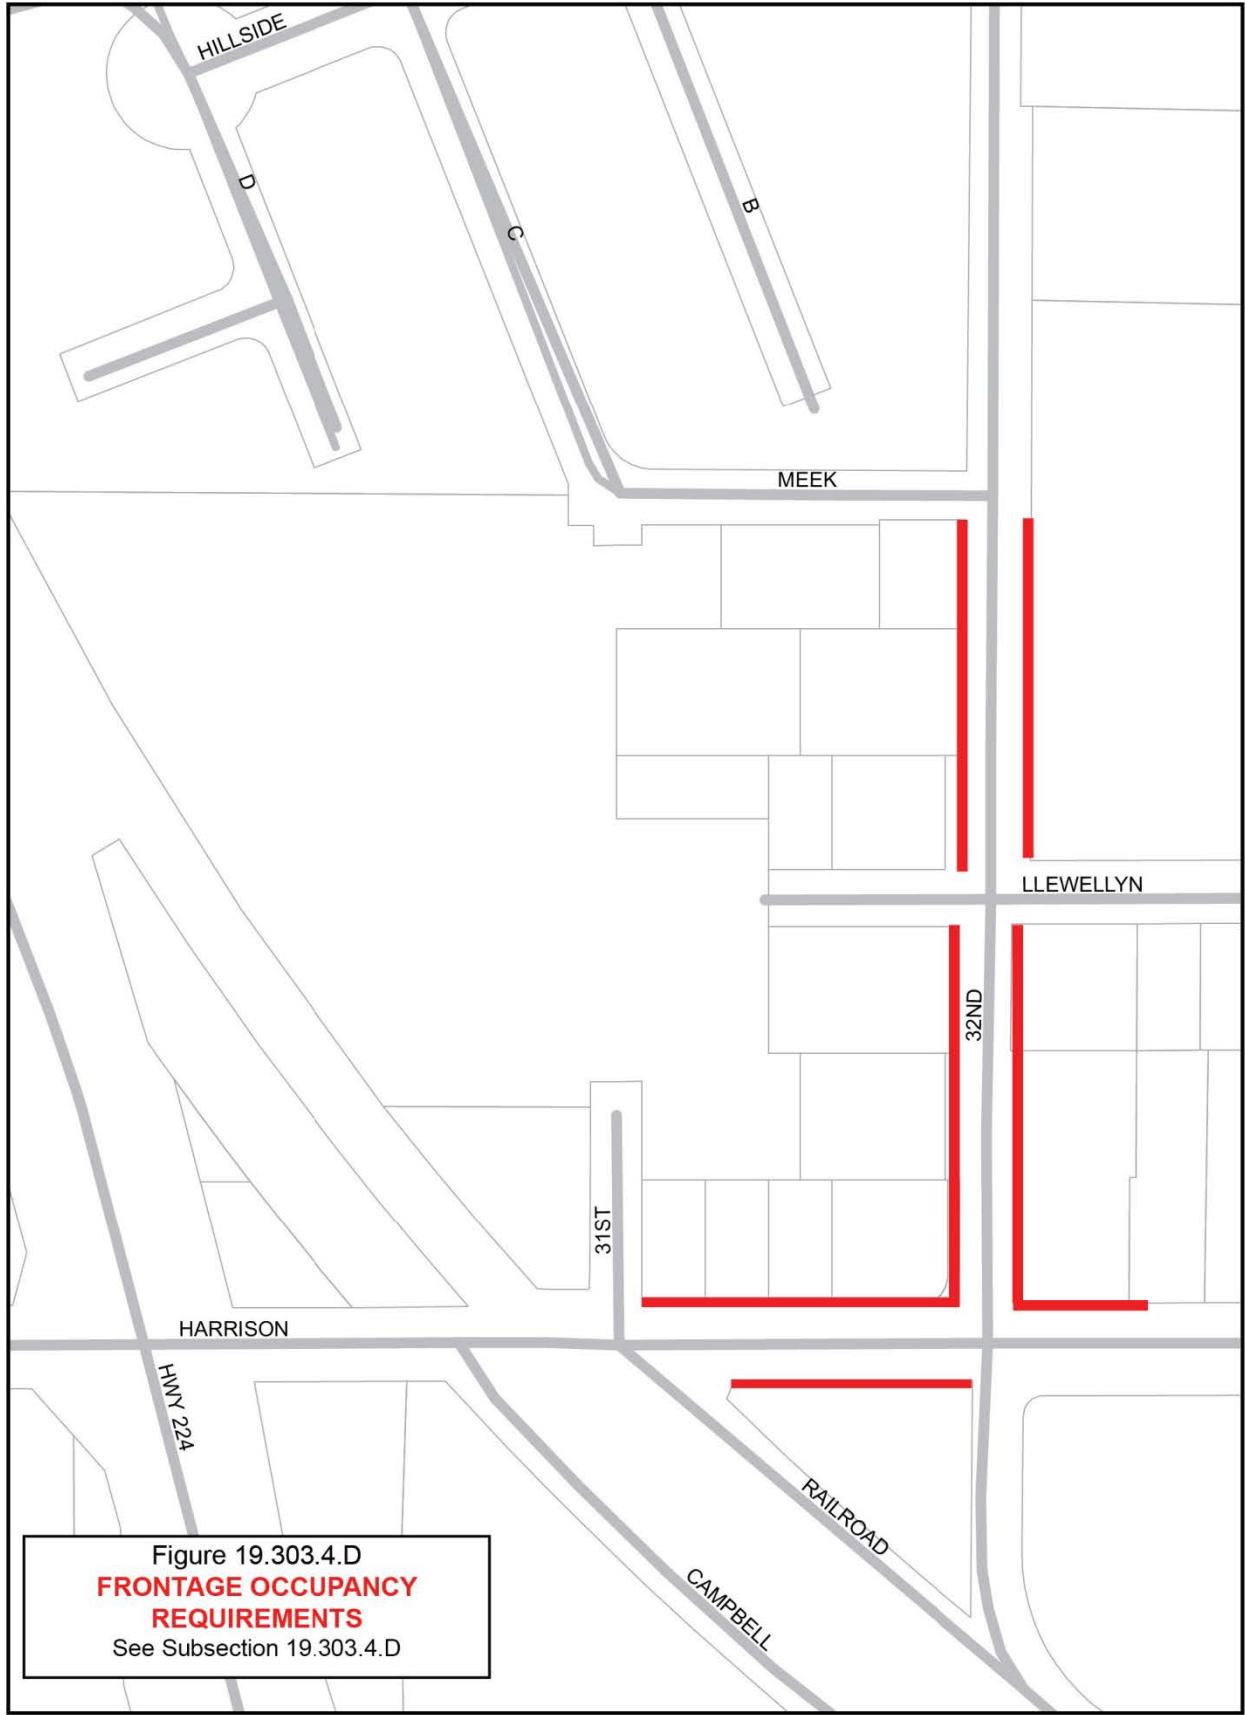 HILLSIDE
D
C
B
MEEK
LLEWELLYN
32ND
31ST
HARRISON
HWY 224
RAILROAD
CAMPBELL
Figure 19.303.4.D
FRONTAGE OCCUPANCY
REQUIREMENTS
See Subsection 19.303.4.D